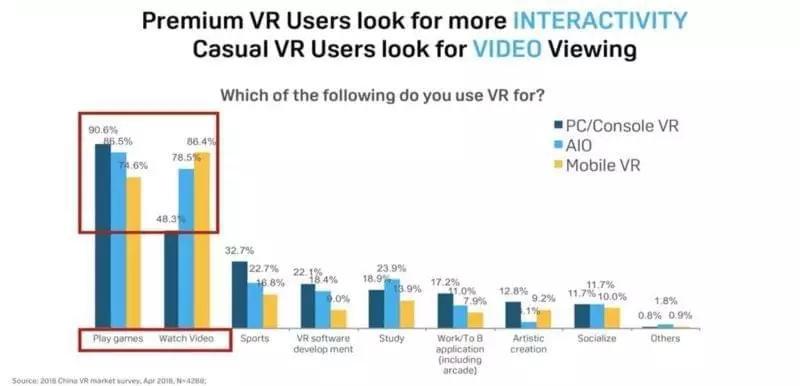 Premium VR Users look for more INTERACTIVITY
Casual VR Users look for VIDEO Viewing
Which of the following do you use VR for?
PC/Console VR
AIO
Mobile VR
90.6%
86.5%
74.6%
48.3%
78.5%
86.4%
32.7%
22.7%
16.8%
22.1%
18.4%
9.0%
18.9%
23.9%
13.9%
17.2%
11.0%
7.9%
12.8%
9.2%
11.7%
11.7%
10.0%
0.8%
1.8%
0.9%
Play games
Watch Video
Sports
VR software
develop ment
Study
Work/To B
application
(including
arcade)
Artistic
creation
Socialize
Others
Source: 2018 China VR market survey, Apr 2018, N=4288;